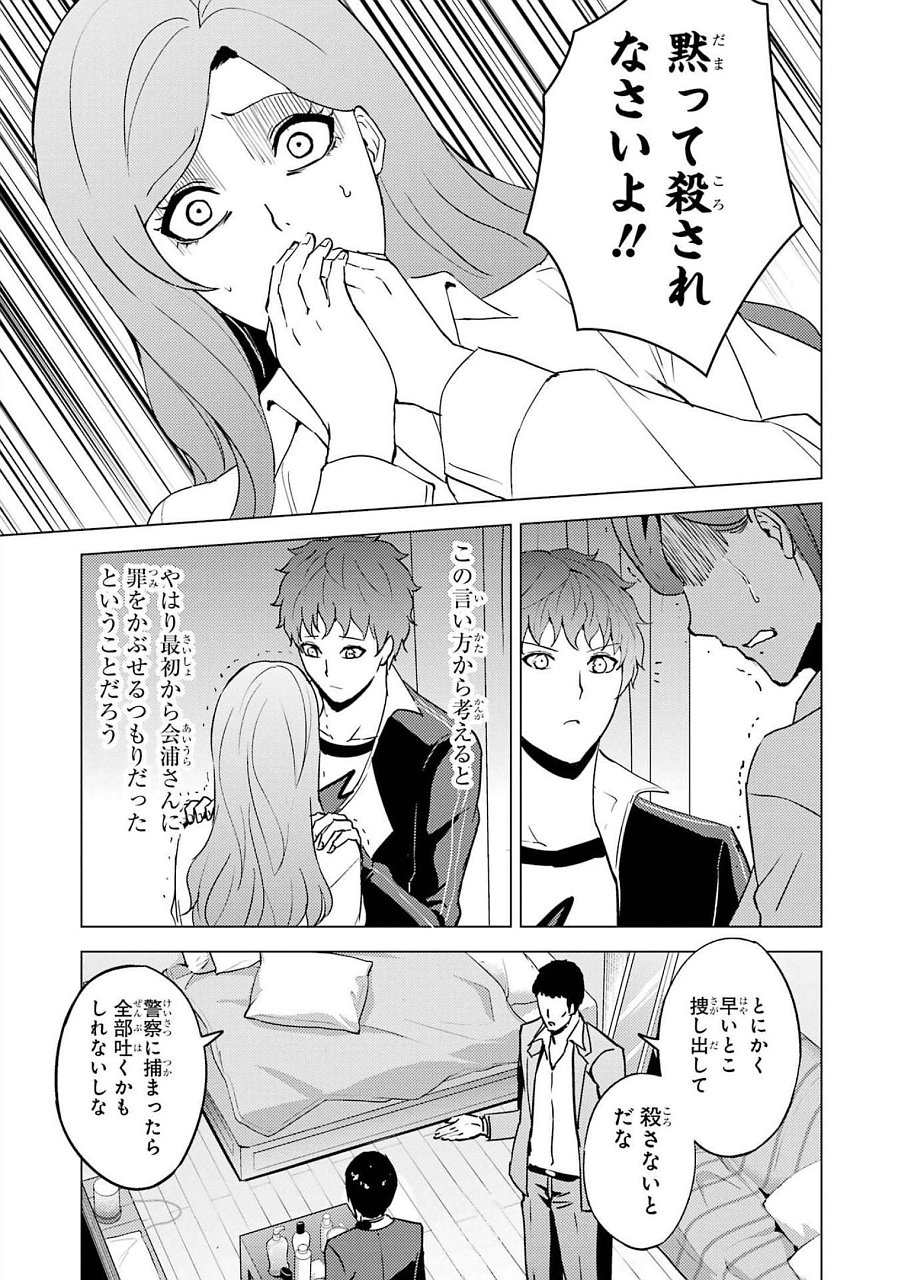 黙って殺され
なさいよ!!
この言い方から考えると
やはり最初から会浦さんに
罪をかぶせるつもりだった
ということだろう
とにかく
早いとこ
捜し出して
殺さないと
だな
警察に捕まったら
全部吐くかも
しれないしな